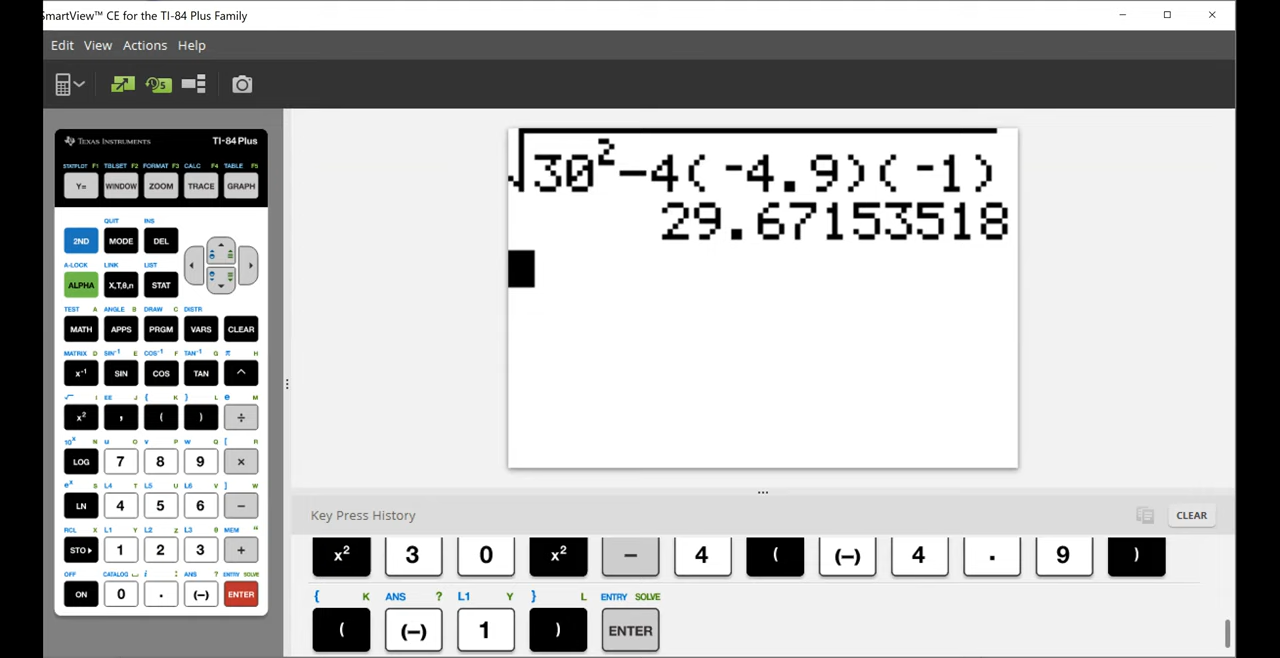 SmartView™ CE for the TI-84 Plus Family
Edit View Actions Help
TEXAS INSTRUMENTS TI-84 Plus
STATPLOT F1 TBLSET F2 FORMAT F3 CALC F4 TABLE F5
Y= WINDOW ZOOM TRACE GRAPH
QUIT INS
2ND MODE DEL
A-LOCK LINK LIST
ALPHA X,T,θ,n STAT
TEST A ANGLE B DRAW C DISTR
MATH APPS PRGM VARS CLEAR
MATRIX D SIN⁻¹ E COS⁻¹ F TAN⁻¹ G π H
x⁻¹ SIN COS TAN ^
√ I EE J { K } L e M
x² , ( ) ÷
10ˣ N u O v P w Q [ R
LOG 7 8 9 ×
eˣ S L4 T L5 U L6 V ] W
LN 4 5 6 −
RCL X L1 Y L2 Z L3 θ MEM "
STO▸ 1 2 3 +
OFF CATALOG i : ANS ? ENTRY SOLVE
ON 0 . (−) ENTER
√30²−4(-4.9)(-1)
29.67153518
Key Press History CLEAR
x² 3 0 x² − 4 ( (−) 4 . 9 )
{ K ANS ? L1 Y } L ENTRY SOLVE
( (−) 1 ) ENTER